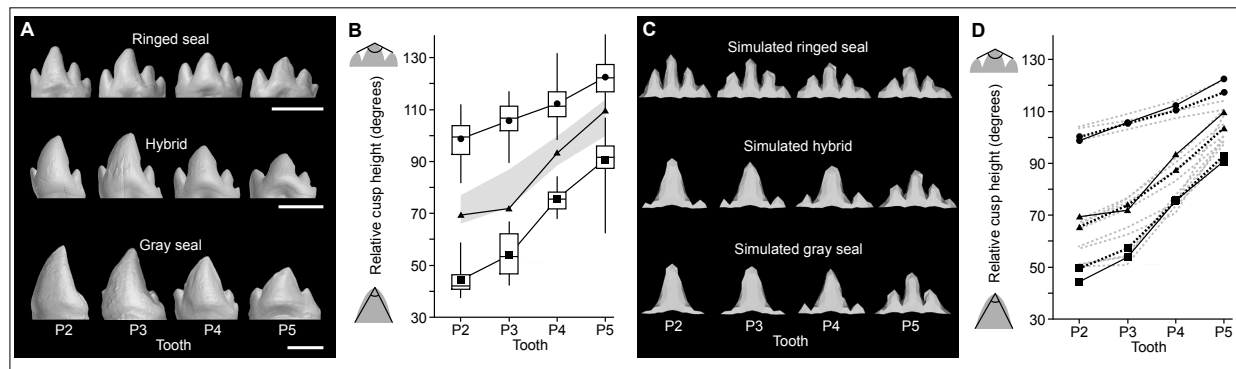 A
Ringed seal
Hybrid
Gray seal
P2 P3 P4 P5
Tooth
B
Relative cusp height (degrees)
130
110
90
70
50
30
P2 P3 P4 P5
Tooth
C
Simulated ringed seal
Simulated hybrid
Simulated gray seal
P2 P3 P4 P5
Tooth
D
Relative cusp height (degrees)
130
110
90
70
50
30
P2 P3 P4 P5
Tooth